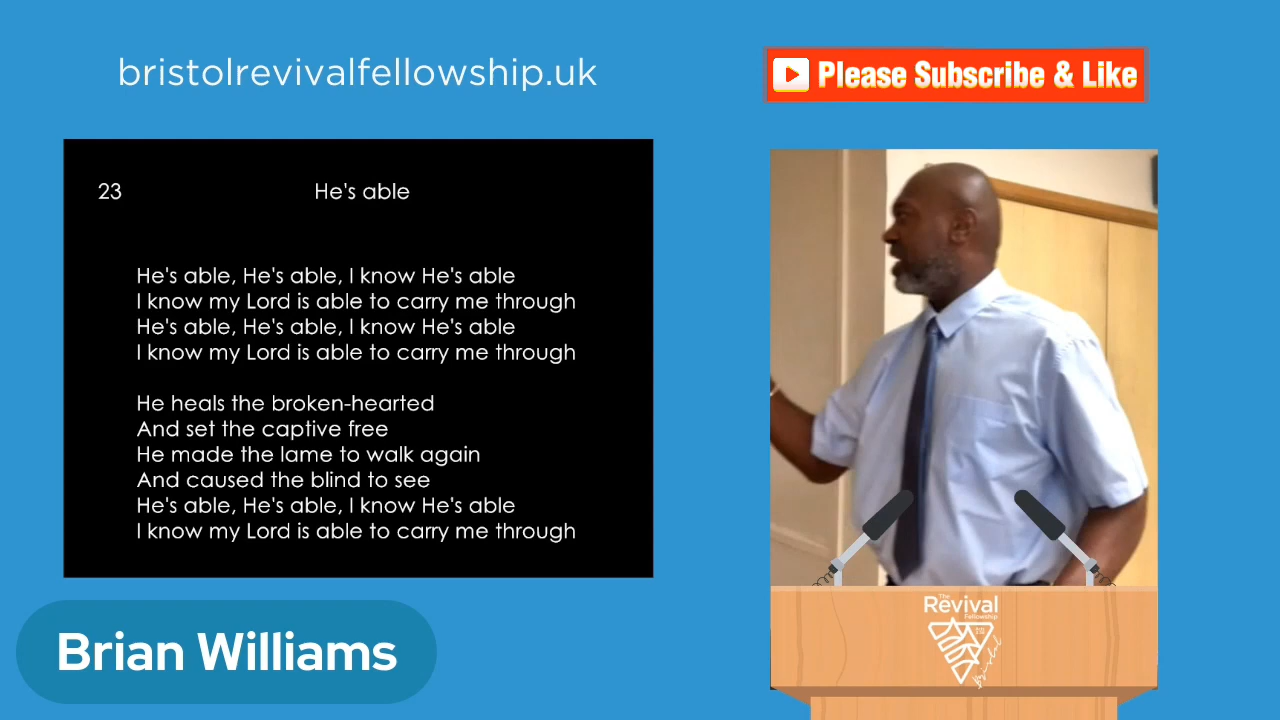 bristolrevivalfellowship.uk
Please Subscribe & Like
23 He's able
He's able, He's able, I know He's able
I know my Lord is able to carry me through
He's able, He's able, I know He's able
I know my Lord is able to carry me through
He heals the broken-hearted
And set the captive free
He made the lame to walk again
And caused the blind to see
He's able, He's able, I know He's able
I know my Lord is able to carry me through
Brian Williams
The
Revival
Fellowship
Bristol